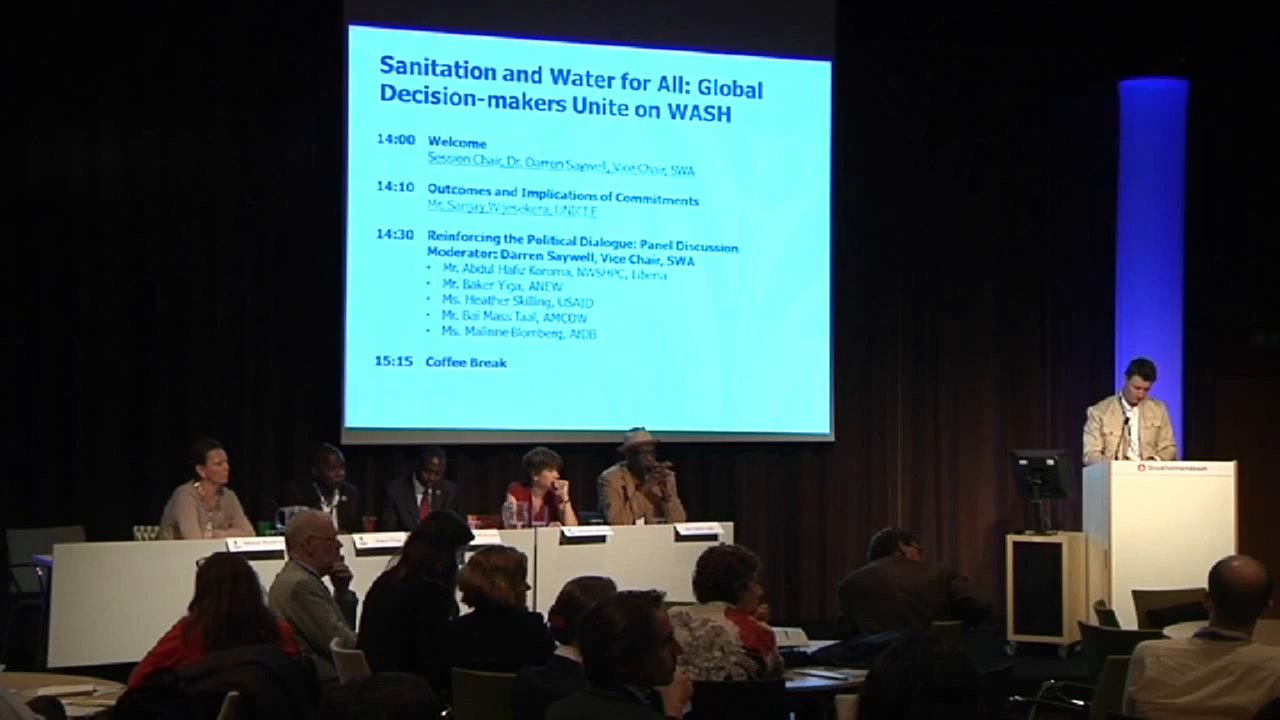 Sanitation and Water for All: Global
Decision-makers Unite on WASH
14:00 Welcome
Session Chair, Dr. Darren Saywell, Vice Chair, SWA
14:10 Outcomes and Implications of Commitments
Mr. Sanjay Wijesekera, UNICEF
14:30 Reinforcing the Political Dialogue: Panel Discussion
Moderator: Darren Saywell, Vice Chair, SWA
• Mr. Abdul Hafiz Koroma, NWSHPC, Liberia
• Mr. Baker Yiga, ANEW
• Ms. Heather Skilling, USAID
• Mr. Bai Mass Taal, AMCOW
• Ms. Malinne Blomberg, AfDB
15:15 Coffee Break
Stockholmsmässan